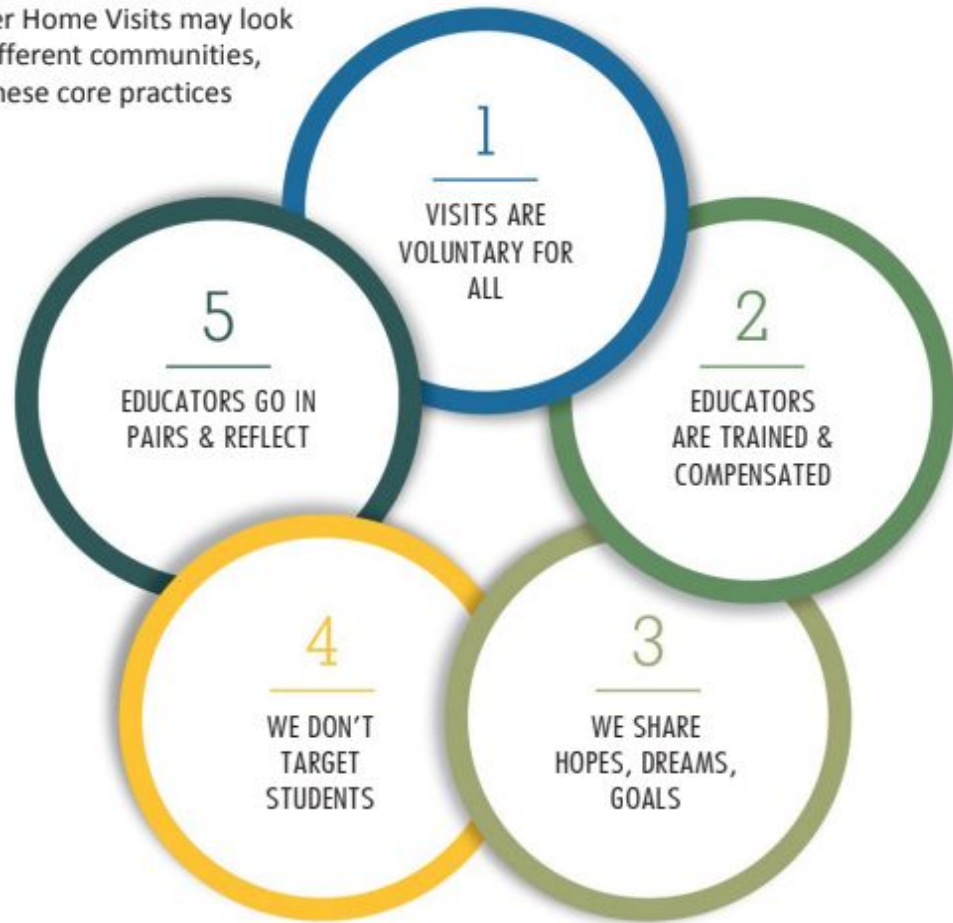 er Home Visits may look
fferent communities,
hese core practices
1
VISITS ARE
VOLUNTARY FOR
ALL
2
EDUCATORS
ARE TRAINED &
COMPENSATED
3
WE SHARE
HOPES, DREAMS,
GOALS
4
WE DON'T
TARGET
STUDENTS
5
EDUCATORS GO IN
PAIRS & REFLECT